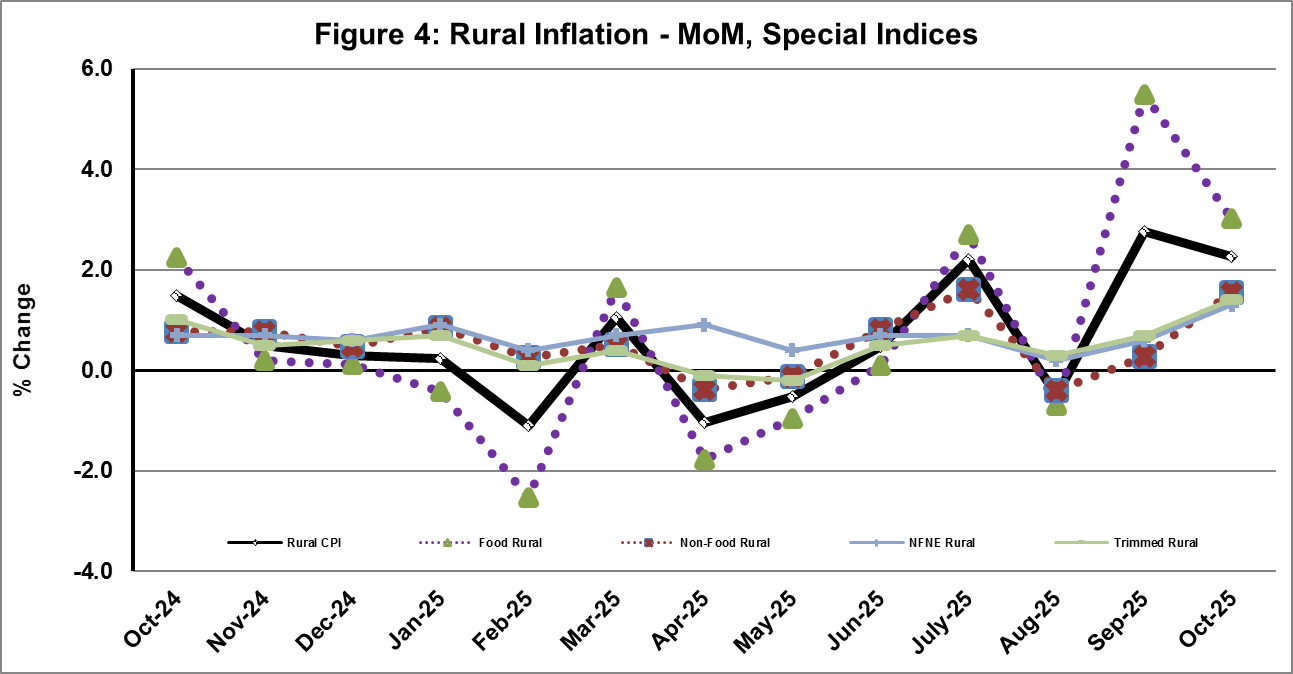 Figure 4: Rural Inflation - MoM, Special Indices
6.0
4.0
2.0
0.0
-2.0
-4.0
% Change
Rural CPI
Food Rural
Non-Food Rural
NFNE Rural
Trimmed Rural
Oct-24
Nov-24
Dec-24
Jan-25
Feb-25
Mar-25
Apr-25
May-25
Jun-25
July-25
Aug-25
Sep-25
Oct-25